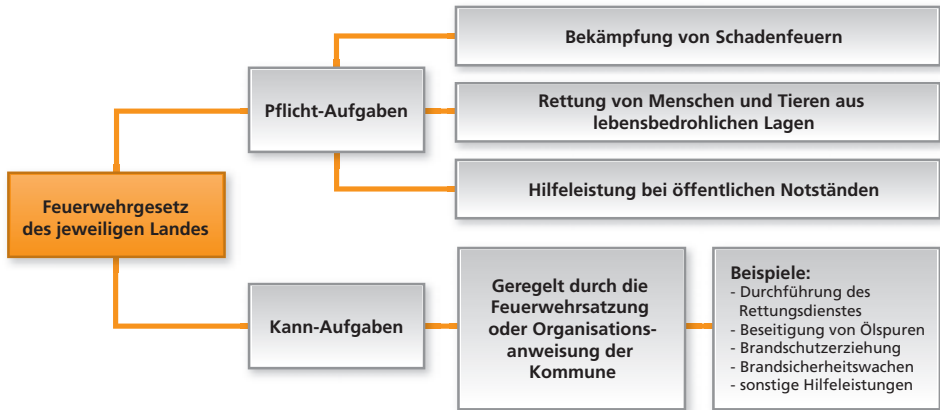 Feuerwehrgesetz
des jeweiligen Landes
Pflicht-Aufgaben
Bekämpfung von Schadenfeuern
Rettung von Menschen und Tieren aus
lebensbedrohlichen Lagen
Hilfeleistung bei öffentlichen Notständen
Kann-Aufgaben
Geregelt durch die
Feuerwehrsatzung
oder Organisations-
anweisung der
Kommune
Beispiele:
- Durchführung des
Rettungsdienstes
- Beseitigung von Ölspuren
- Brandschutzerziehung
- Brandsicherheitswachen
- sonstige Hilfeleistungen